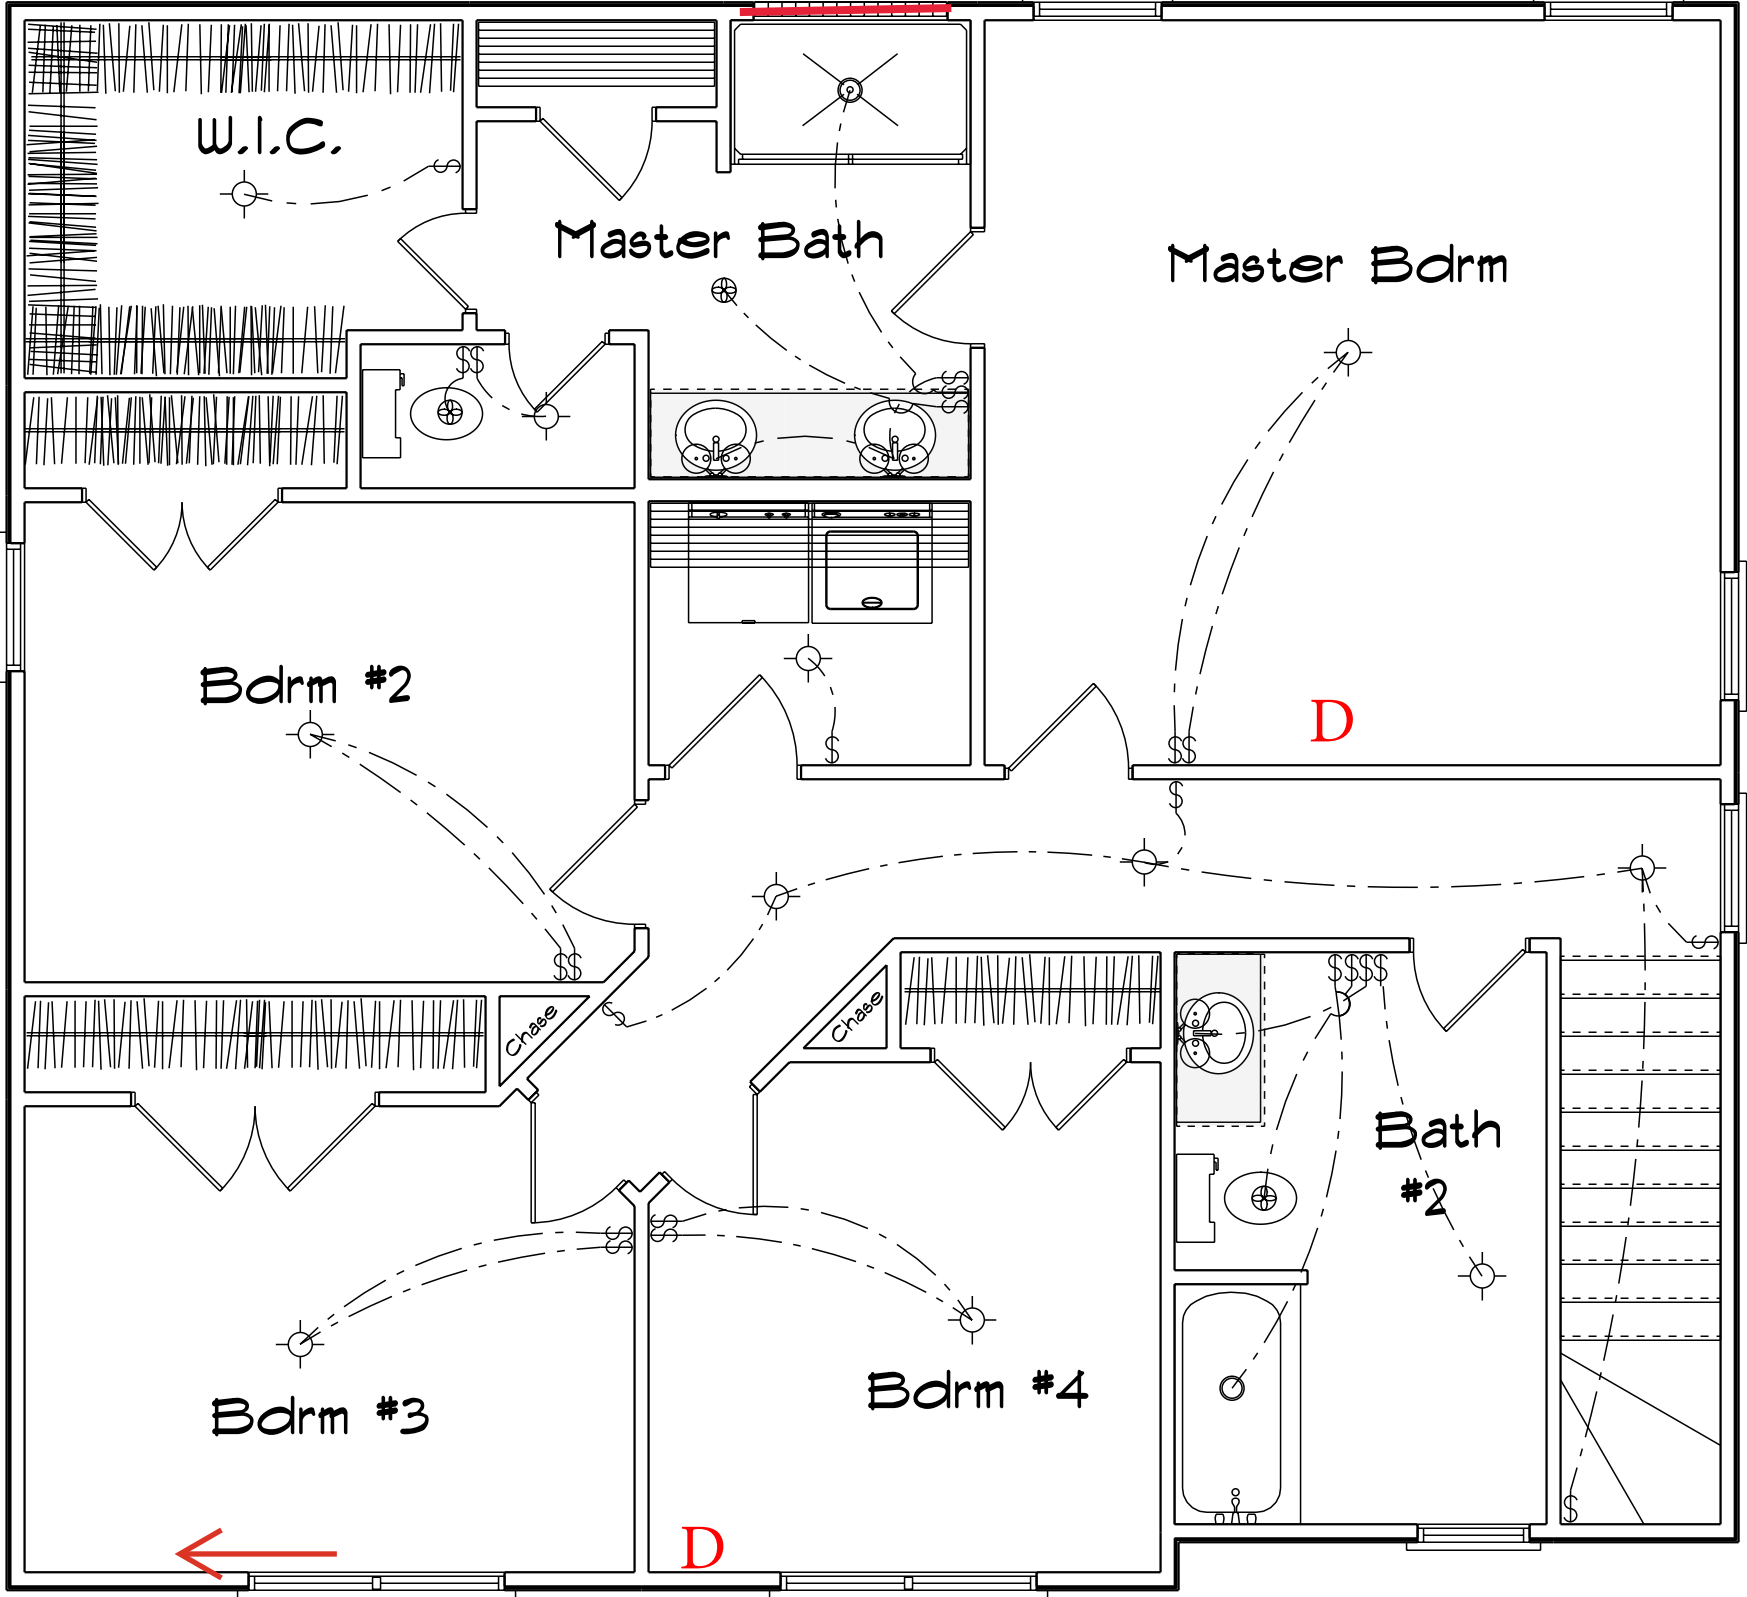 W.I.C.
Master Bath
Master Bdrm
$
$$
$
$
$
Bdrm #2
D
$
$$
$
$
$$
$
Chase
Chase
$$$$
Bath
#2
$
$
$
$
Bdrm #4
Bdrm #3
$
D